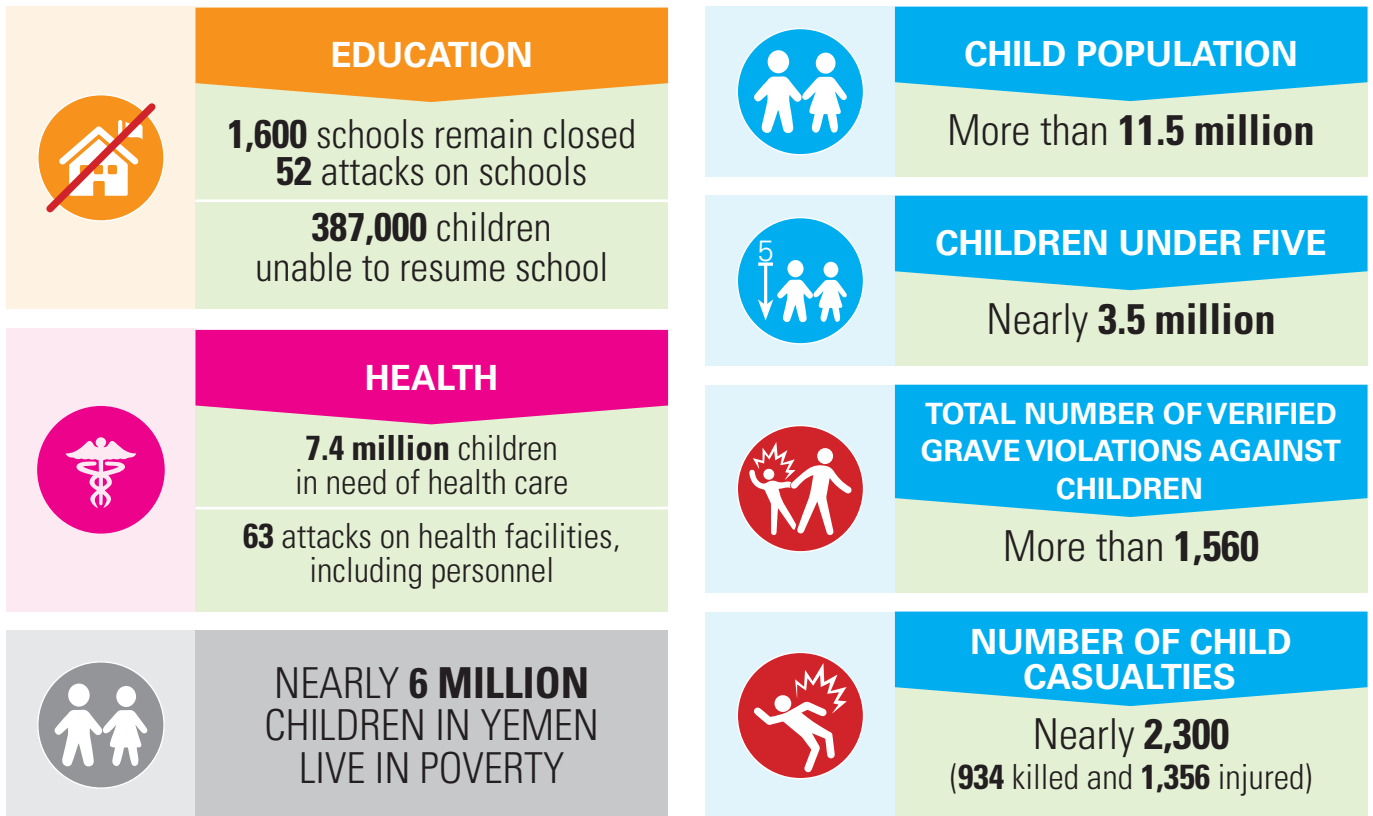 EDUCATION
1,600 schools remain closed
52 attacks on schools
387,000 children
unable to resume school
HEALTH
7.4 million children
in need of health care
63 attacks on health facilities,
including personnel
NEARLY 6 MILLION
CHILDREN IN YEMEN
LIVE IN POVERTY
CHILD POPULATION
More than 11.5 million
5
CHILDREN UNDER FIVE
Nearly 3.5 million
TOTAL NUMBER OF VERIFIED
GRAVE VIOLATIONS AGAINST
CHILDREN
More than 1,560
NUMBER OF CHILD
CASUALTIES
Nearly 2,300
(934 killed and 1,356 injured)